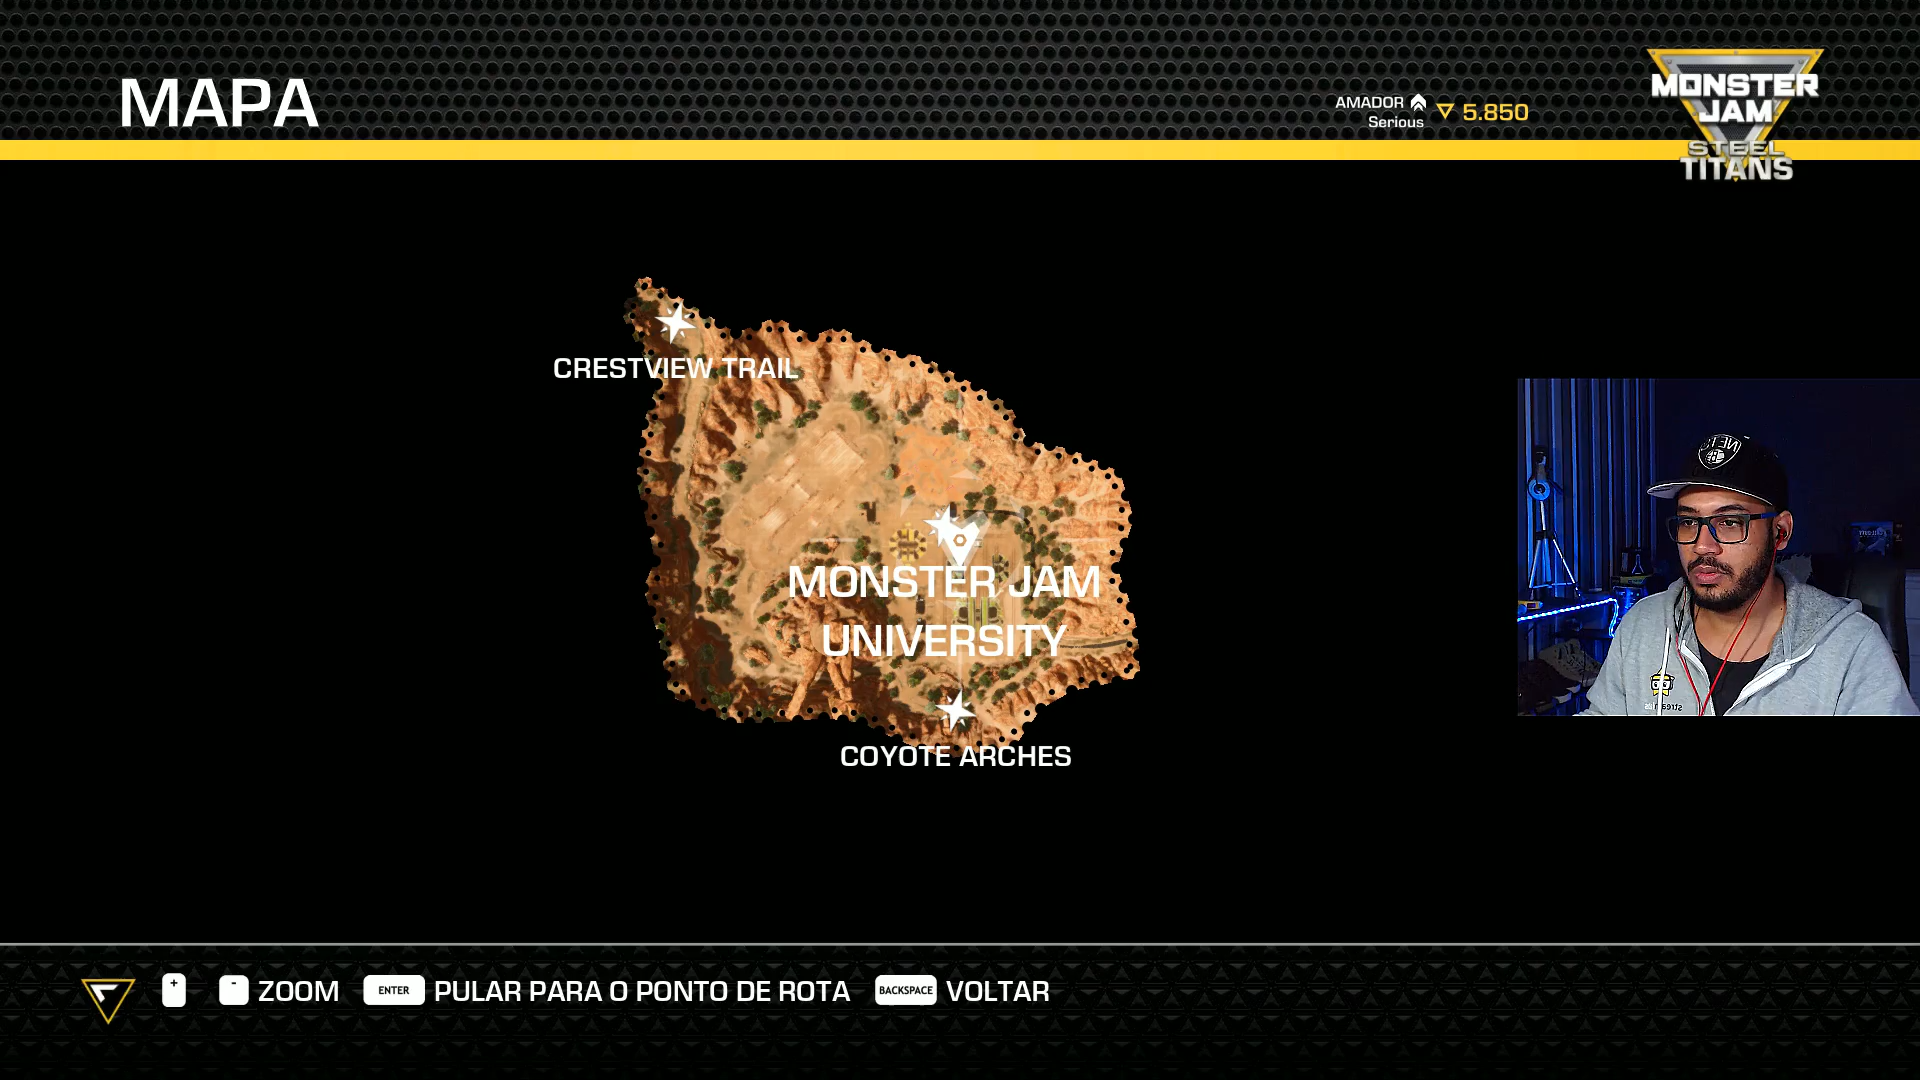 MAPA
AMADOR
Serious
5.850
MONSTER
JAM
STEEL
TITANS
CRESTVIEW TRAIL
MONSTER JAM
UNIVERSITY
COYOTE ARCHES
+
- ZOOM
ENTER PULAR PARA O PONTO DE ROTA
BACKSPACE VOLTAR